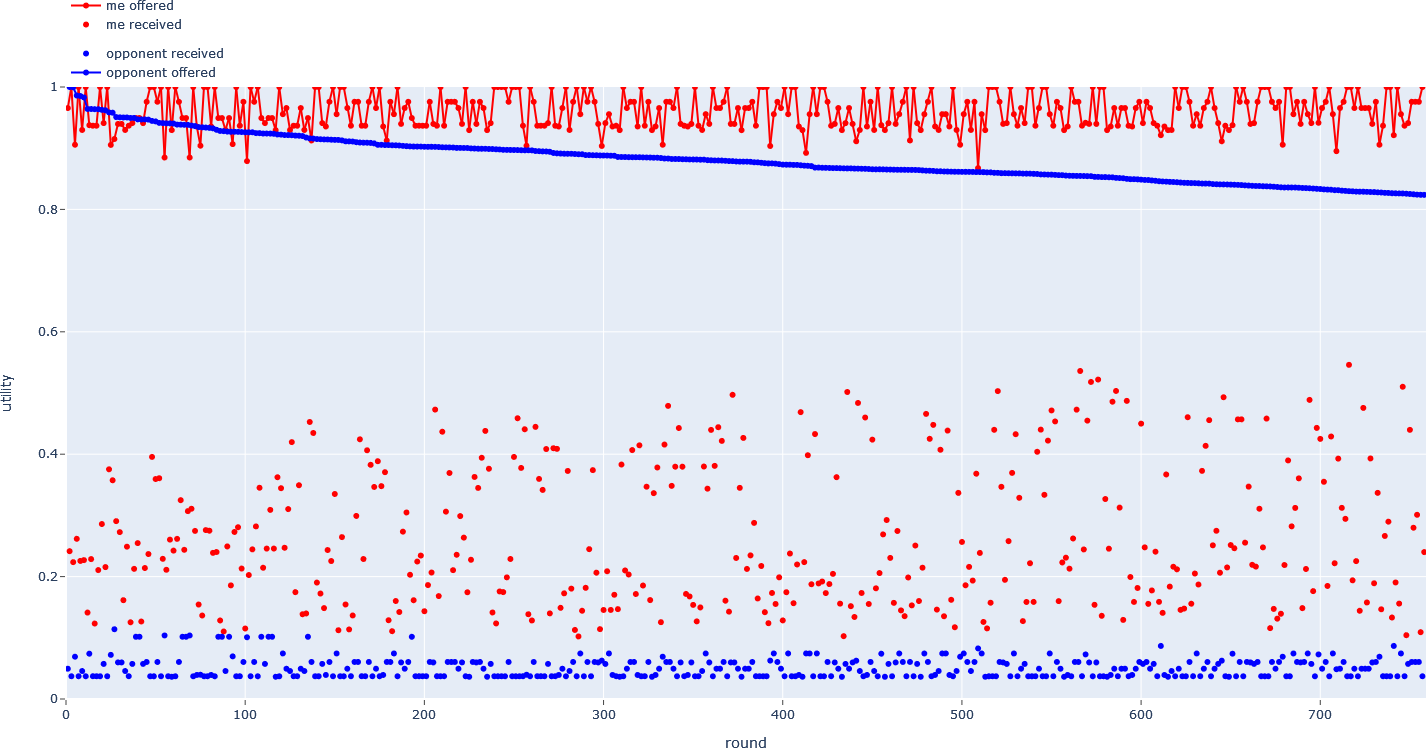 me offered
me received
opponent received
opponent offered
1
0.8
0.6
0.4
0.2
0
utility
0 100 200 300 400 500 600 700
round